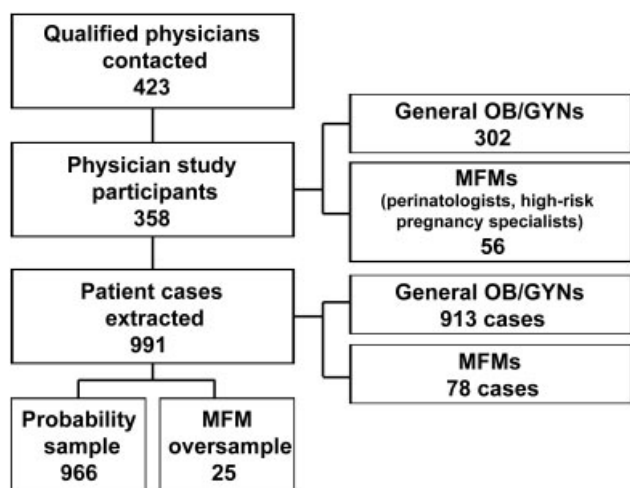 Qualified physicians
contacted
423
General OB/GYNs
302
Physician study
participants
358
MFMs
(perinatologists, high-risk
pregnancy specialists)
56
Patient cases
extracted
991
General OB/GYNs
913 cases
MFMs
78 cases
Probability
sample
966
MFM
oversample
25